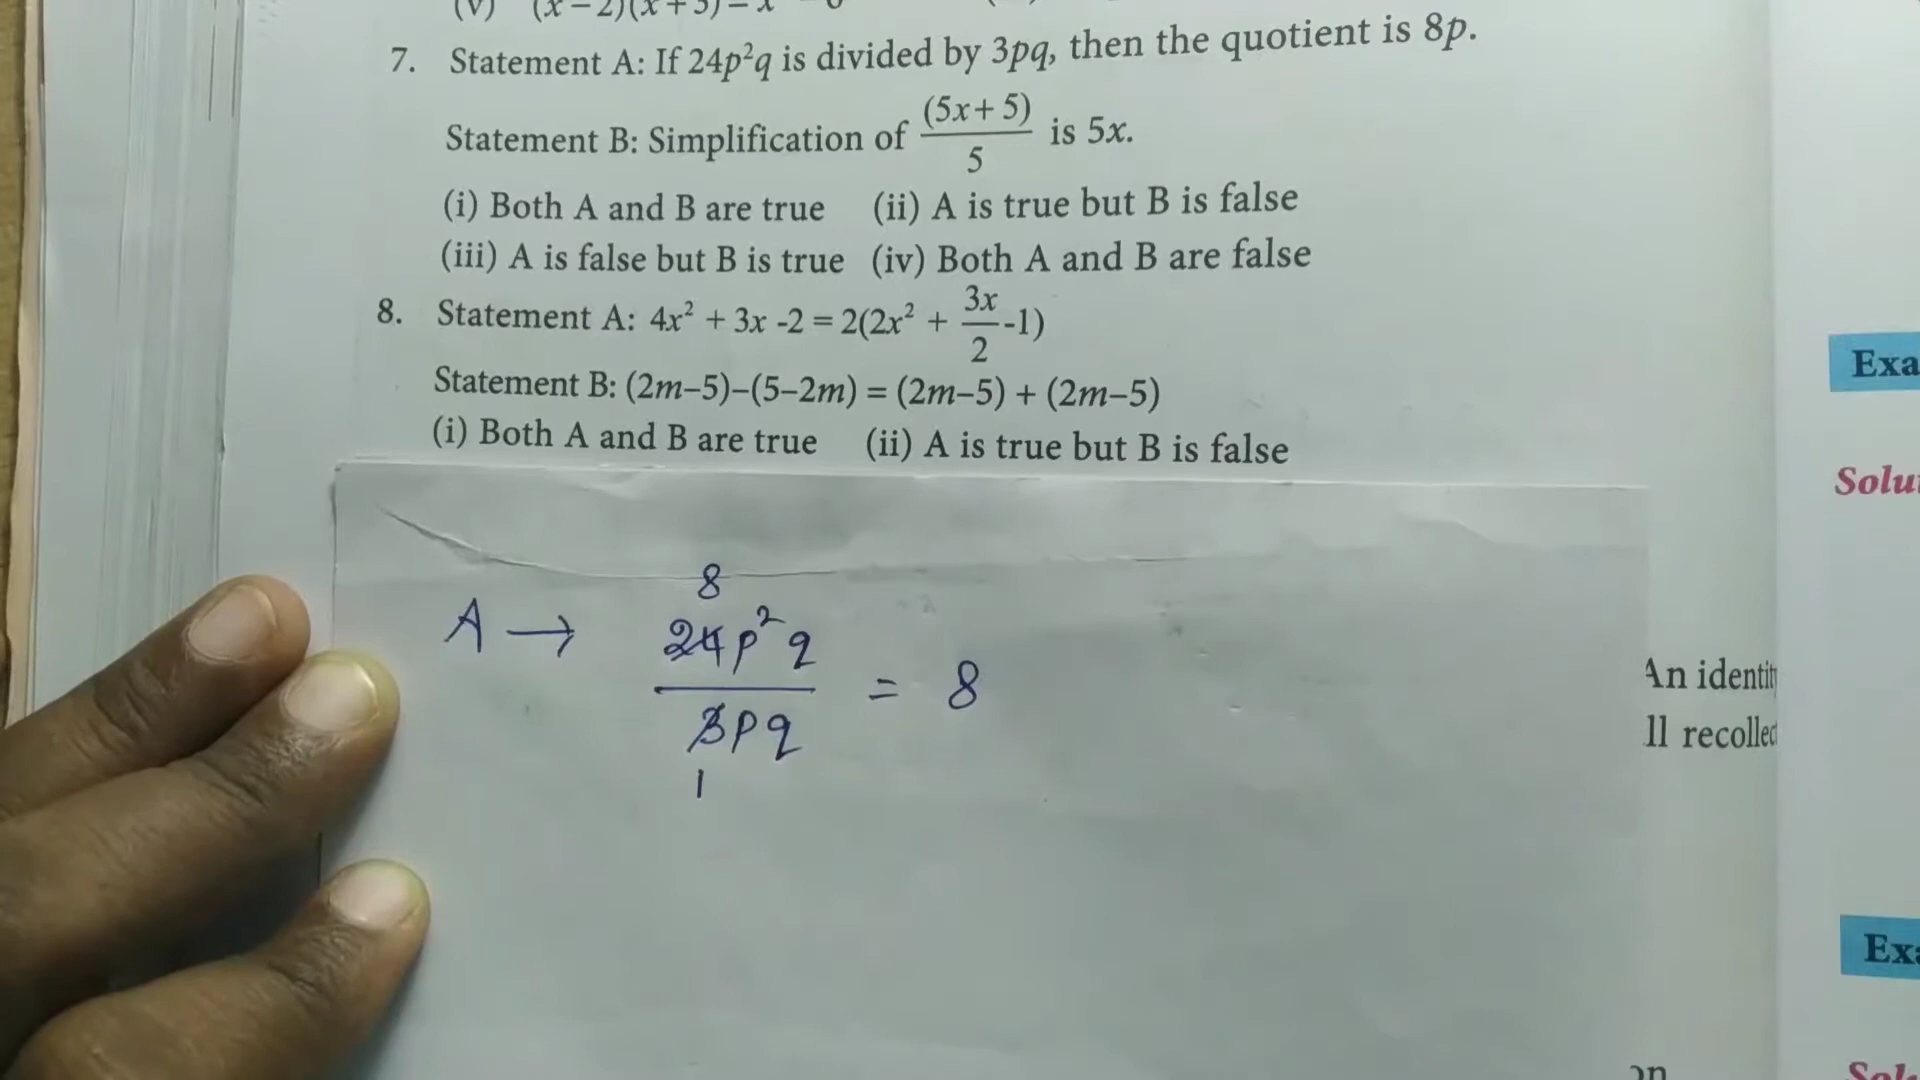 7. Statement A: If 24p²q is divided by 3pq, then the quotient is 8p.
Statement B: Simplification of (5x+5)/5 is 5x.
(i) Both A and B are true (ii) A is true but B is false
(iii) A is false but B is true (iv) Both A and B are false
8. Statement A: 4x² + 3x -2 = 2(2x² + 3x/2 -1)
Statement B: (2m–5)–(5–2m) = (2m–5) + (2m–5)
(i) Both A and B are true (ii) A is true but B is false
8
A → 24p²q / 3pq = 8
1
Exa
Solu
An identit
ll recollec
Exa
on
Sol